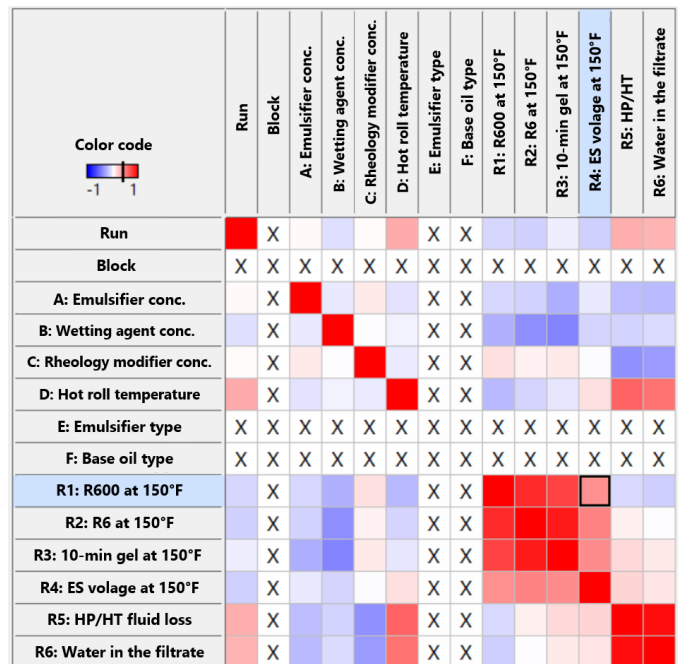 Color code
-1 1
Run
Block
A: Emulsifier conc.
B: Wetting agent conc.
C: Rheology modifier conc.
D: Hot roll temperature
E: Emulsifier type
F: Base oil type
R1: R600 at 150°F
R2: R6 at 150°F
R3: 10-min gel at 150°F
R4: ES volage at 150°F
R5: HP/HT
R6: Water in the filtrate
Run X X X
Block X X X X X X X X X X X X X X
A: Emulsifier conc. X X X
B: Wetting agent conc. X X X
C: Rheology modifier conc. X X X
D: Hot roll temperature X X X
E: Emulsifier type X X X X X X X X X X X X X X
F: Base oil type X X X X X X X X X X X X X X
R1: R600 at 150°F X X X
R2: R6 at 150°F X X X
R3: 10-min gel at 150°F X X X
R4: ES volage at 150°F X X X
R5: HP/HT fluid loss X X X
R6: Water in the filtrate X X X